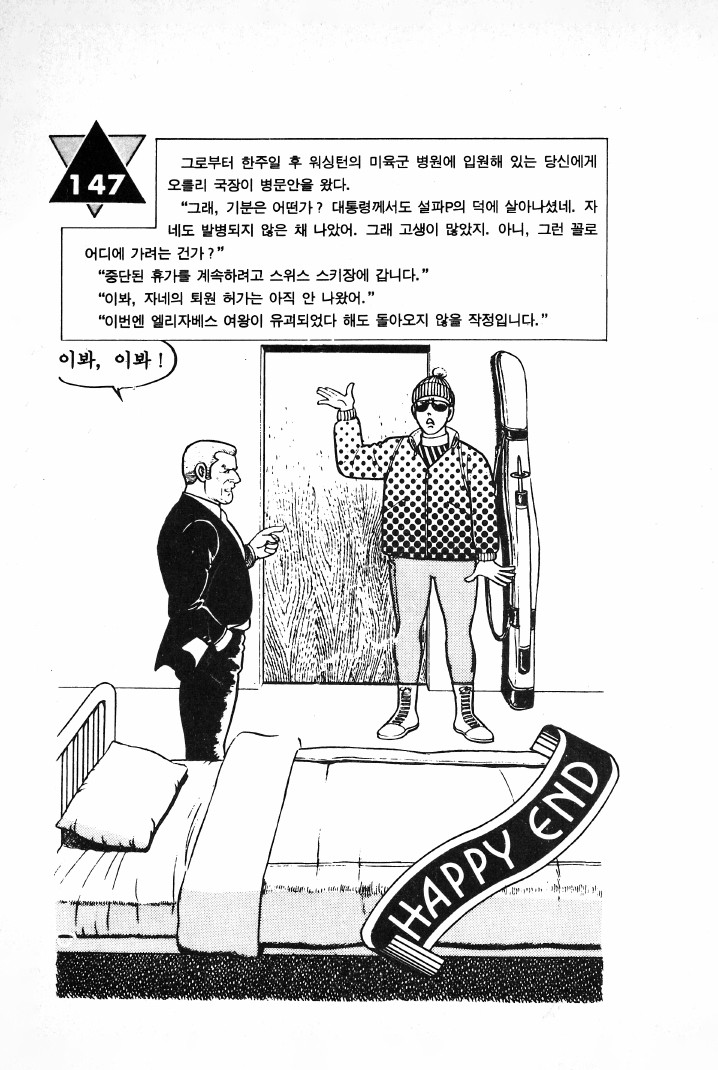 147
그로부터 한주일 후 워싱턴의 미육군 병원에 입원해 있는 당신에게
오를리 국장이 병문안을 왔다.
“그래, 기분은 어떤가? 대통령께서도 설파P의 덕에 살아나셨네. 자
네도 발병되지 않은 채 나았어. 그래 고생이 많았지. 아니, 그런 꼴로
어디에 가려는 건가?”
“중단된 휴가를 계속하려고 스위스 스키장에 갑니다.”
“이봐, 자네의 퇴원 허가는 아직 안 나왔어.”
“이번엔 엘리자베스 여왕이 유괴되었다 해도 돌아오지 않을 작정입니다.”
이봐, 이봐!
HAPPY END